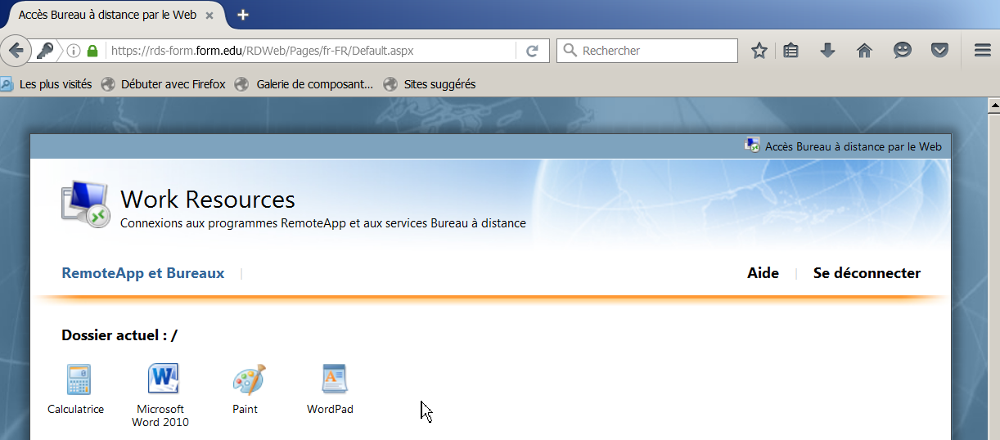 Accès Bureau à distance par le Web
https://rds-form.form.edu/RDWeb/Pages/fr-FR/Default.aspx
Rechercher
Les plus visités
Débuter avec Firefox
Galerie de composant...
Sites suggérés
Accès Bureau à distance par le Web
Work Resources
Connexions aux programmes RemoteApp et aux services Bureau à distance
RemoteApp et Bureaux
Aide
Se déconnecter
Dossier actuel : /
Calculatrice
Microsoft
Word 2010
Paint
WordPad